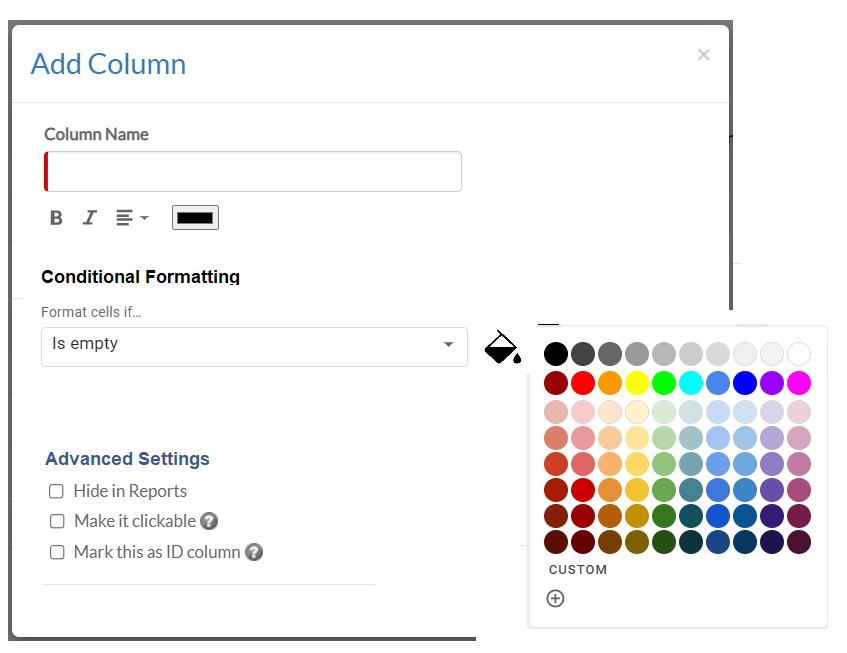 Add Column
×
Column Name
B I
Conditional Formatting
Format cells if...
Is empty
Advanced Settings
Hide in Reports
Make it clickable ?
Mark this as ID column ?
CUSTOM